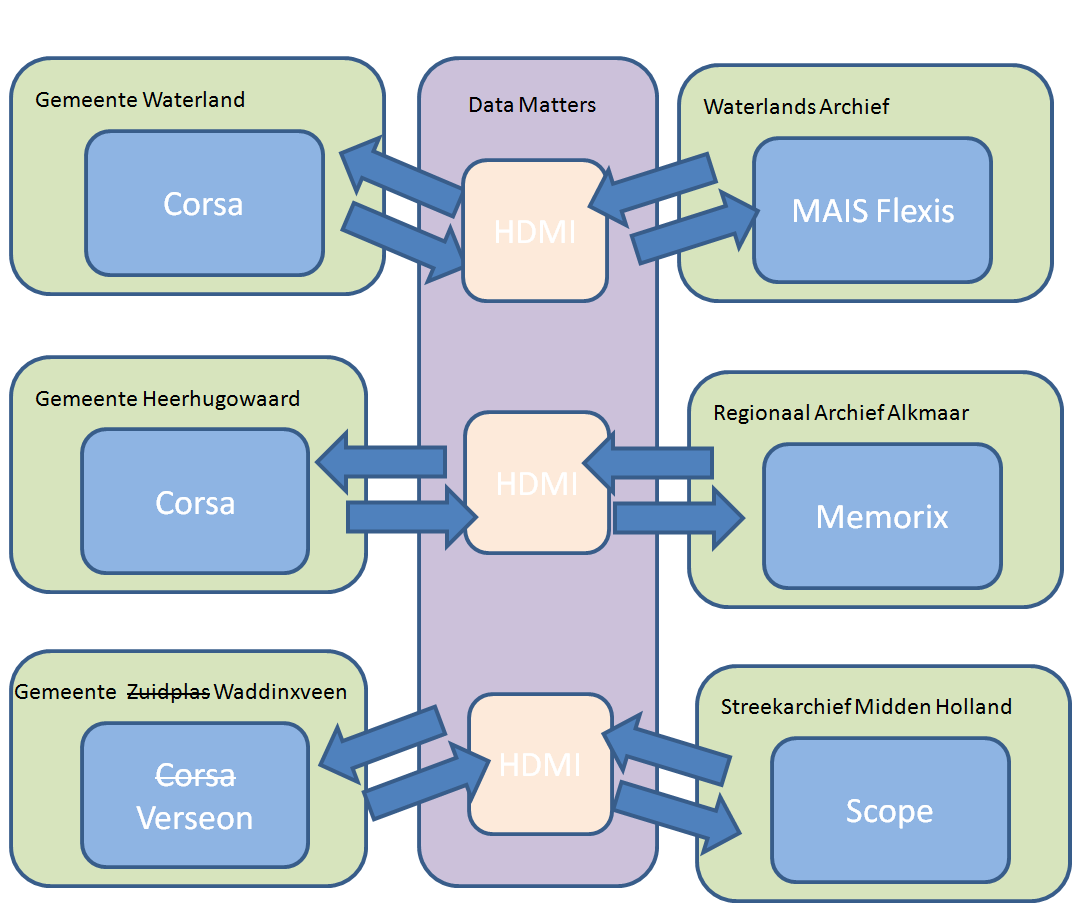 Gemeente Waterland
Corsa
Data Matters
HDMI
Waterlands Archief
MAIS Flexis
Gemeente Heerhugowaard
Corsa
HDMI
Regionaal Archief Alkmaar
Memorix
Gemeente Zuidplas Waddinxveen
Corsa
Verseon
HDMI
Streekarchief Midden Holland
Scope